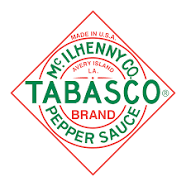 MADE IN U.S.A.
McILHENNY CO.
AVERY ISLAND
LA.
TABASCO®
BRAND
PEPPER SAUCE